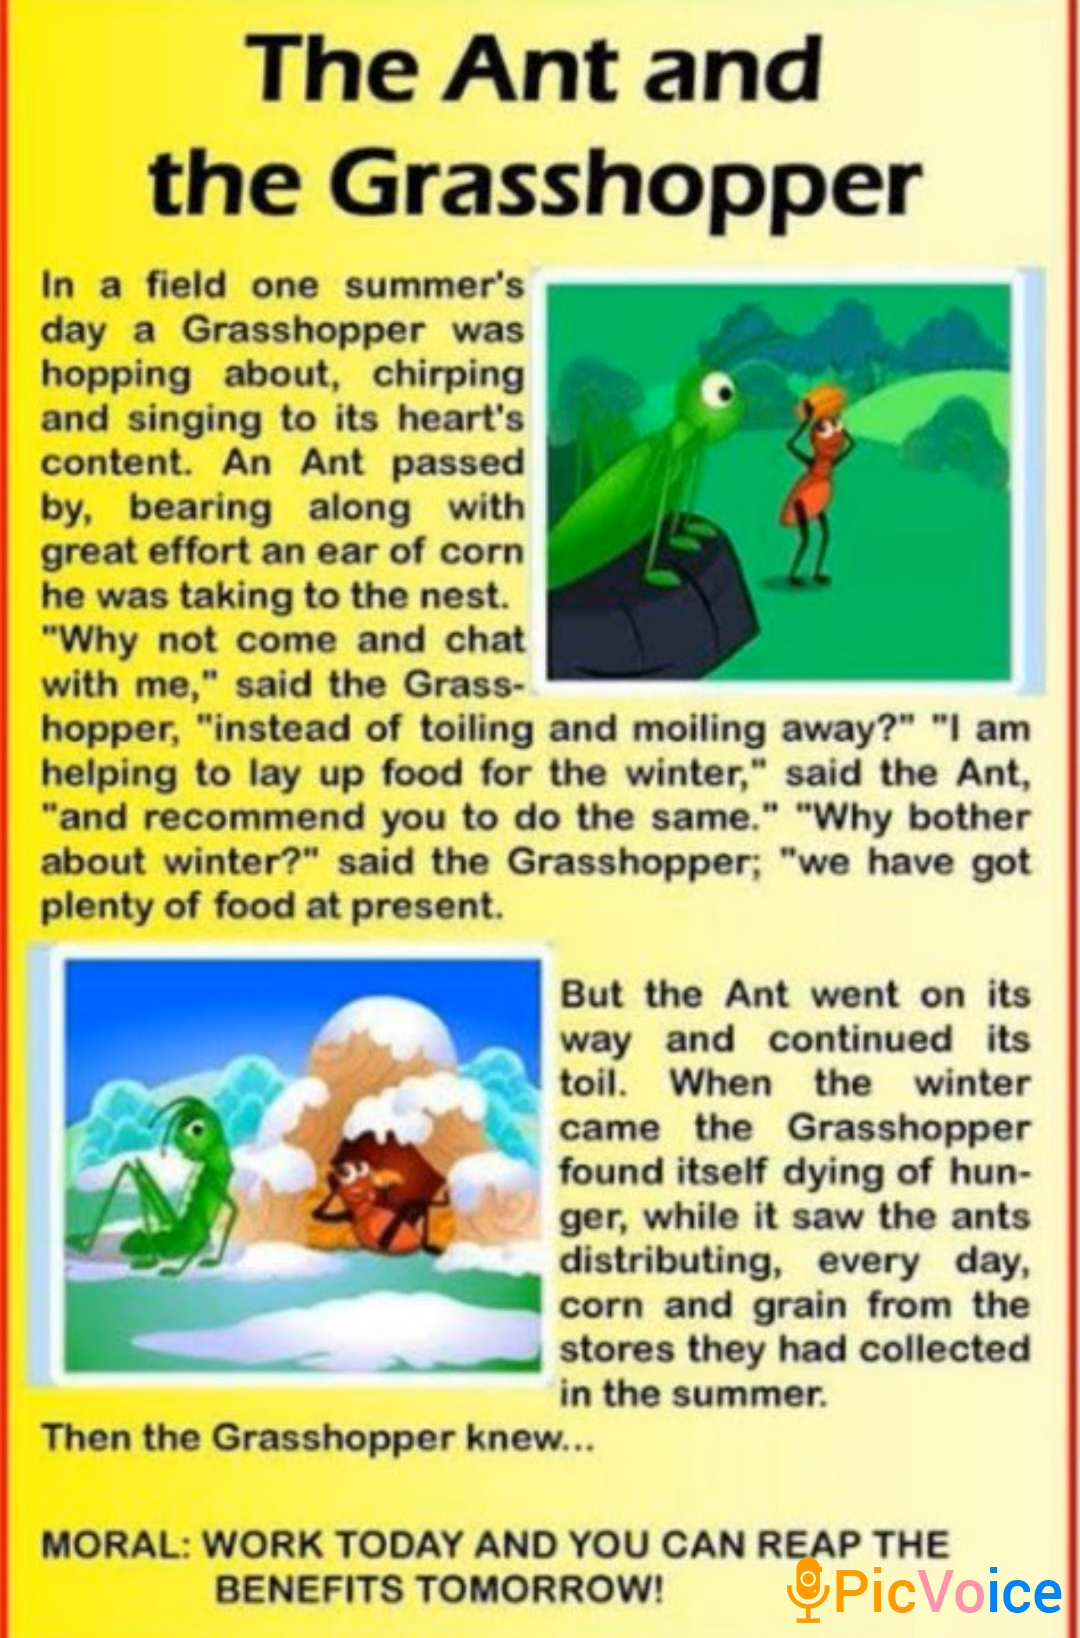 The Ant and
the Grasshopper
In a field one summer's
day a Grasshopper was
hopping about, chirping
and singing to its heart's
content. An Ant passed
by, bearing along with
great effort an ear of corn
he was taking to the nest.
"Why not come and chat
with me," said the Grass-
hopper, "instead of toiling and moiling away?" "I am
helping to lay up food for the winter," said the Ant,
"and recommend you to do the same." "Why bother
about winter?" said the Grasshopper; "we have got
plenty of food at present.
But the Ant went on its
way and continued its
toil. When the winter
came the Grasshopper
found itself dying of hun-
ger, while it saw the ants
distributing, every day,
corn and grain from the
stores they had collected
in the summer.
Then the Grasshopper knew...
MORAL: WORK TODAY AND YOU CAN REAP THE
BENEFITS TOMORROW!
PicVoice